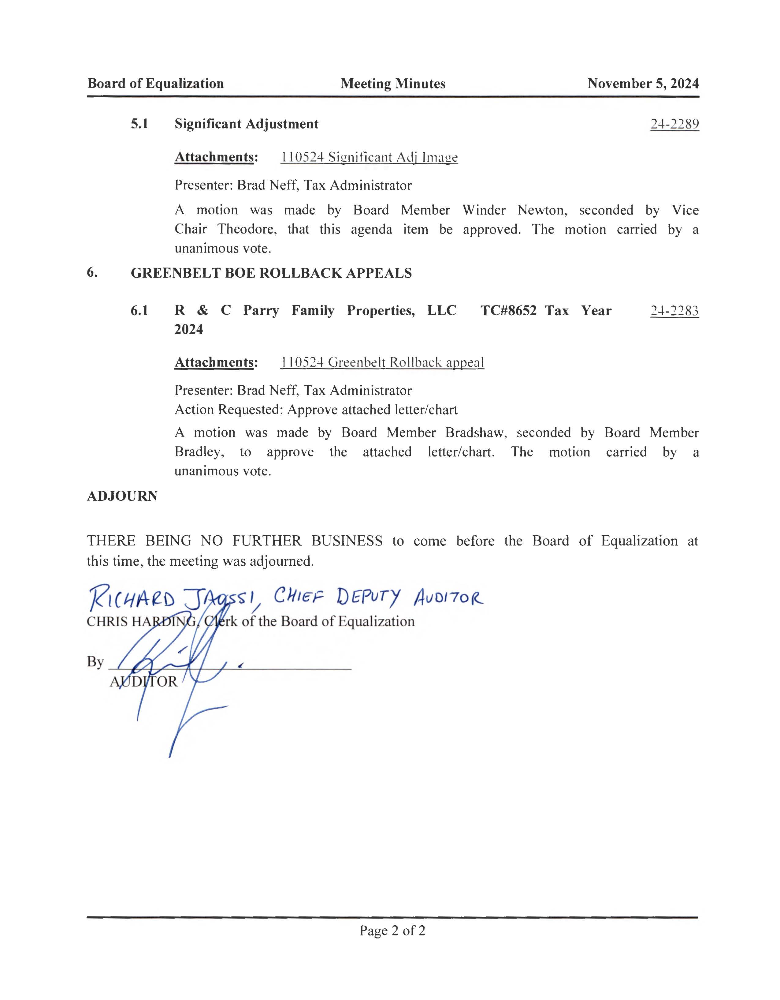 Board of Equalization Meeting Minutes November 5, 2024
5.1 Significant Adjustment 24-2289
Attachments: 110524 Significant Adj Image
Presenter: Brad Neff, Tax Administrator
A motion was made by Board Member Winder Newton, seconded by Vice
Chair Theodore, that this agenda item be approved. The motion carried by a
unanimous vote.
6. GREENBELT BOE ROLLBACK APPEALS
6.1 R & C Parry Family Properties, LLC TC#8652 Tax Year 24-2283
2024
Attachments: 110524 Greenbelt Rollback appeal
Presenter: Brad Neff, Tax Administrator
Action Requested: Approve attached letter/chart
A motion was made by Board Member Bradshaw, seconded by Board Member
Bradley, to approve the attached letter/chart. The motion carried by a
unanimous vote.
ADJOURN
THERE BEING NO FURTHER BUSINESS to come before the Board of Equalization at
this time, the meeting was adjourned.
RICHARD JAQSSI, CHIEF DEPUTY AUDITOR
CHRIS HARDING, Clerk of the Board of Equalization
By
AUDITOR
Page 2 of 2